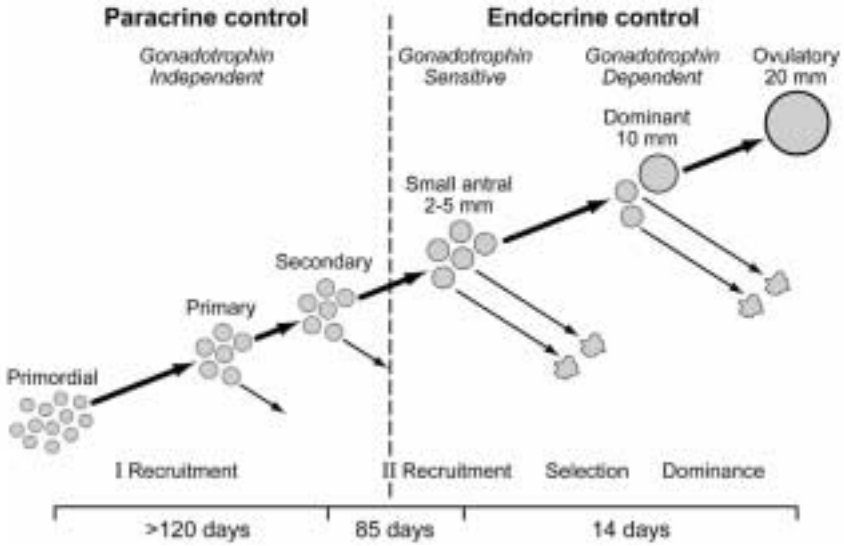 Paracrine control
Endocrine control
Gonadotrophin
Independent
Gonadotrophin
Sensitive
Gonadotrophin
Dependent
Ovulatory
20 mm
Dominant
10 mm
Small antral
2-5 mm
Secondary
Primary
Primordial
I Recruitment
II Recruitment
Selection
Dominance
>120 days
85 days
14 days